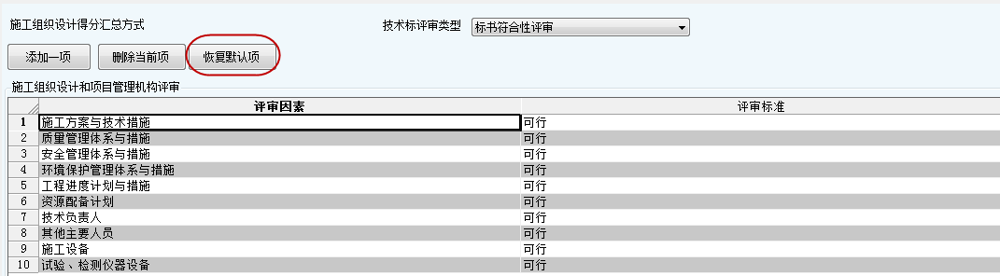 施工组织设计得分汇总方式 技术标评审类型 标书符合性评审
添加一项 删除当前项 恢复默认项
施工组织设计和项目管理机构评审
评审因素 评审标准
1 施工方案与技术措施 可行
2 质量管理体系与措施 可行
3 安全管理体系与措施 可行
4 环境保护管理体系与措施 可行
5 工程进度计划与措施 可行
6 资源配备计划 可行
7 技术负责人 可行
8 其他主要人员 可行
9 施工设备 可行
10 试验、检测仪器设备 可行